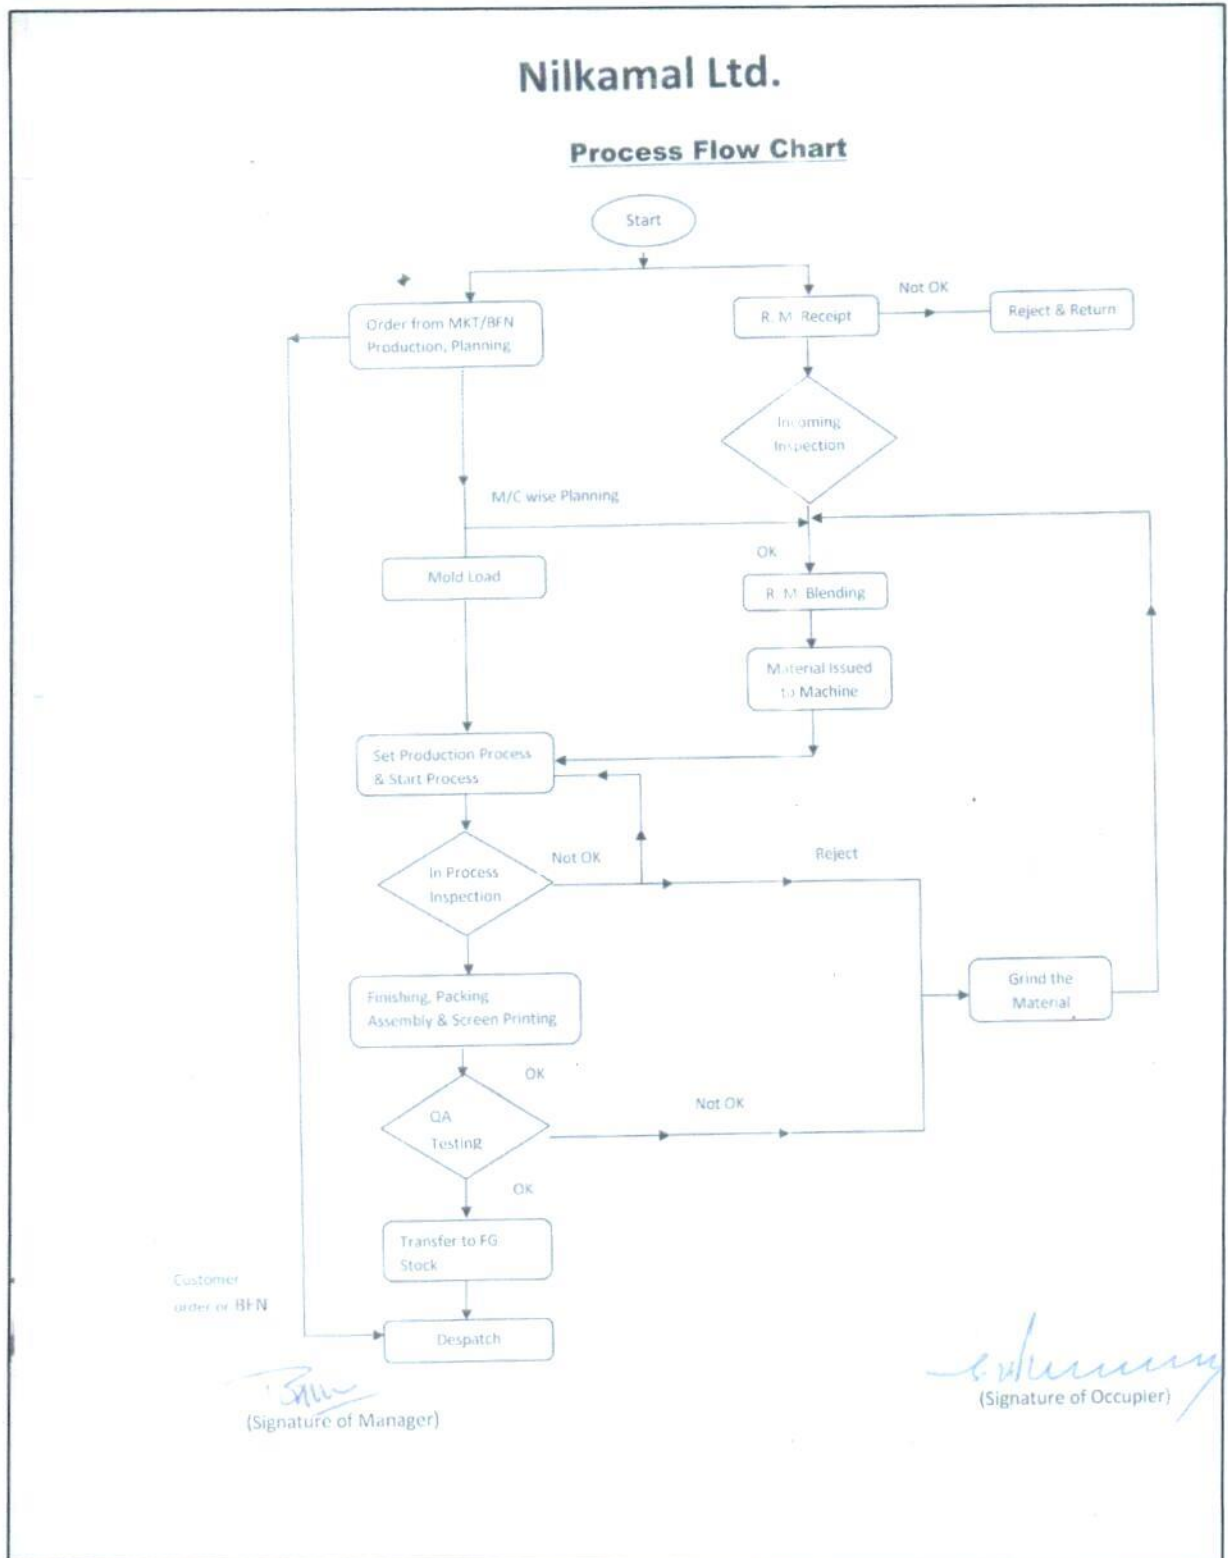 Nilkamal Ltd.
Process Flow Chart
Start
Order from MKT/BFN
Production, Planning
R. M. Receipt
Not OK
Reject & Return
Incoming
Inspection
M/C wise Planning
OK
Mold Load
R. M. Blending
Material Issued
to Machine
Set Production Process
& Start Process
In Process
Inspection
Not OK
Reject
Finishing, Packing
Assembly & Screen Printing
Grind the
Material
OK
QA
Testing
Not OK
OK
Transfer to FG
Stock
Customer
order or BFN
Despatch
(Signature of Manager)
(Signature of Occupier)